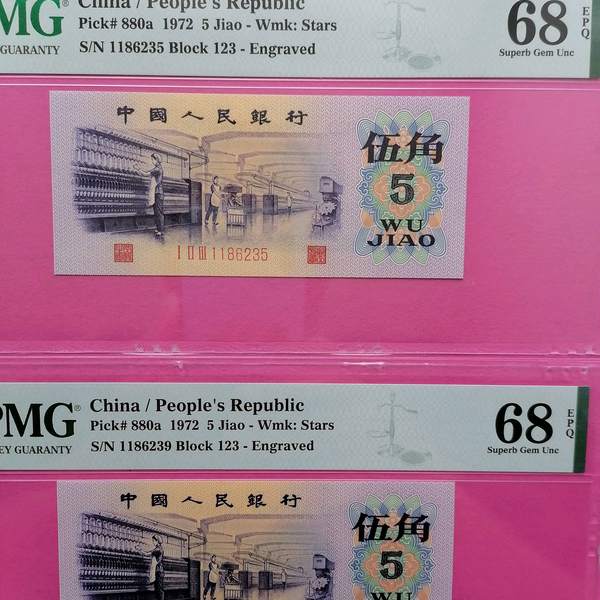 MG®
GUARANTY
China / People's Republic
Pick# 880a 1972 5 Jiao - Wmk: Stars
S/N 1186235 Block 123 - Engraved
68
EPQ
Superb Gem Unc
中國人民銀行
伍角
5
WU
JIAO
I II III 1186235
PMG®
EY GUARANTY
China / People's Republic
Pick# 880a 1972 5 Jiao - Wmk: Stars
S/N 1186239 Block 123 - Engraved
68
EPQ
Superb Gem Unc
中國人民銀行
伍角
5
WU